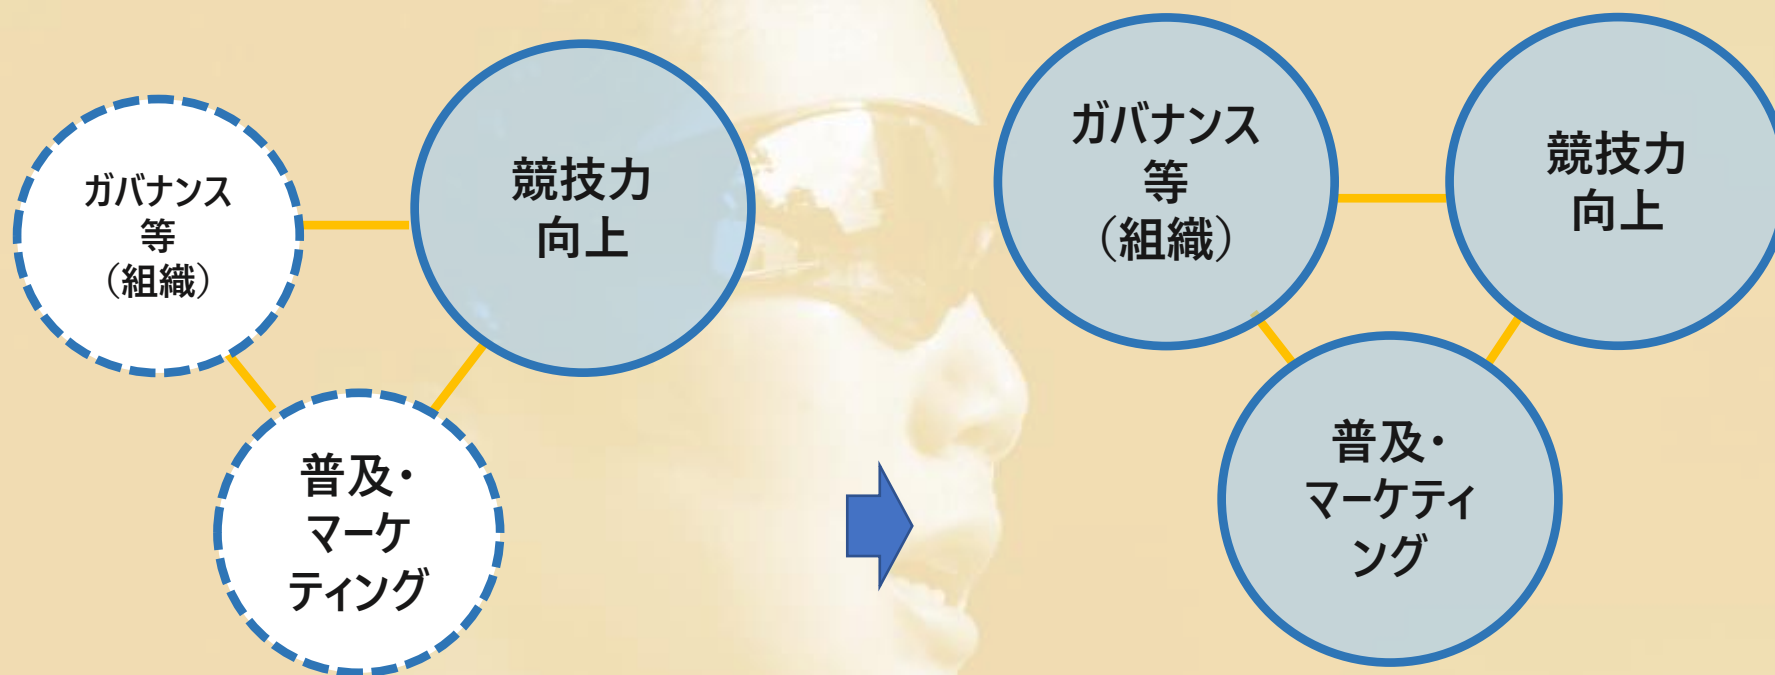 ガバナンス
等
（組織）
競技力
向上
普及・
マーケ
ティング
ガバナンス
等
（組織）
競技力
向上
普及・
マーケティ
ング